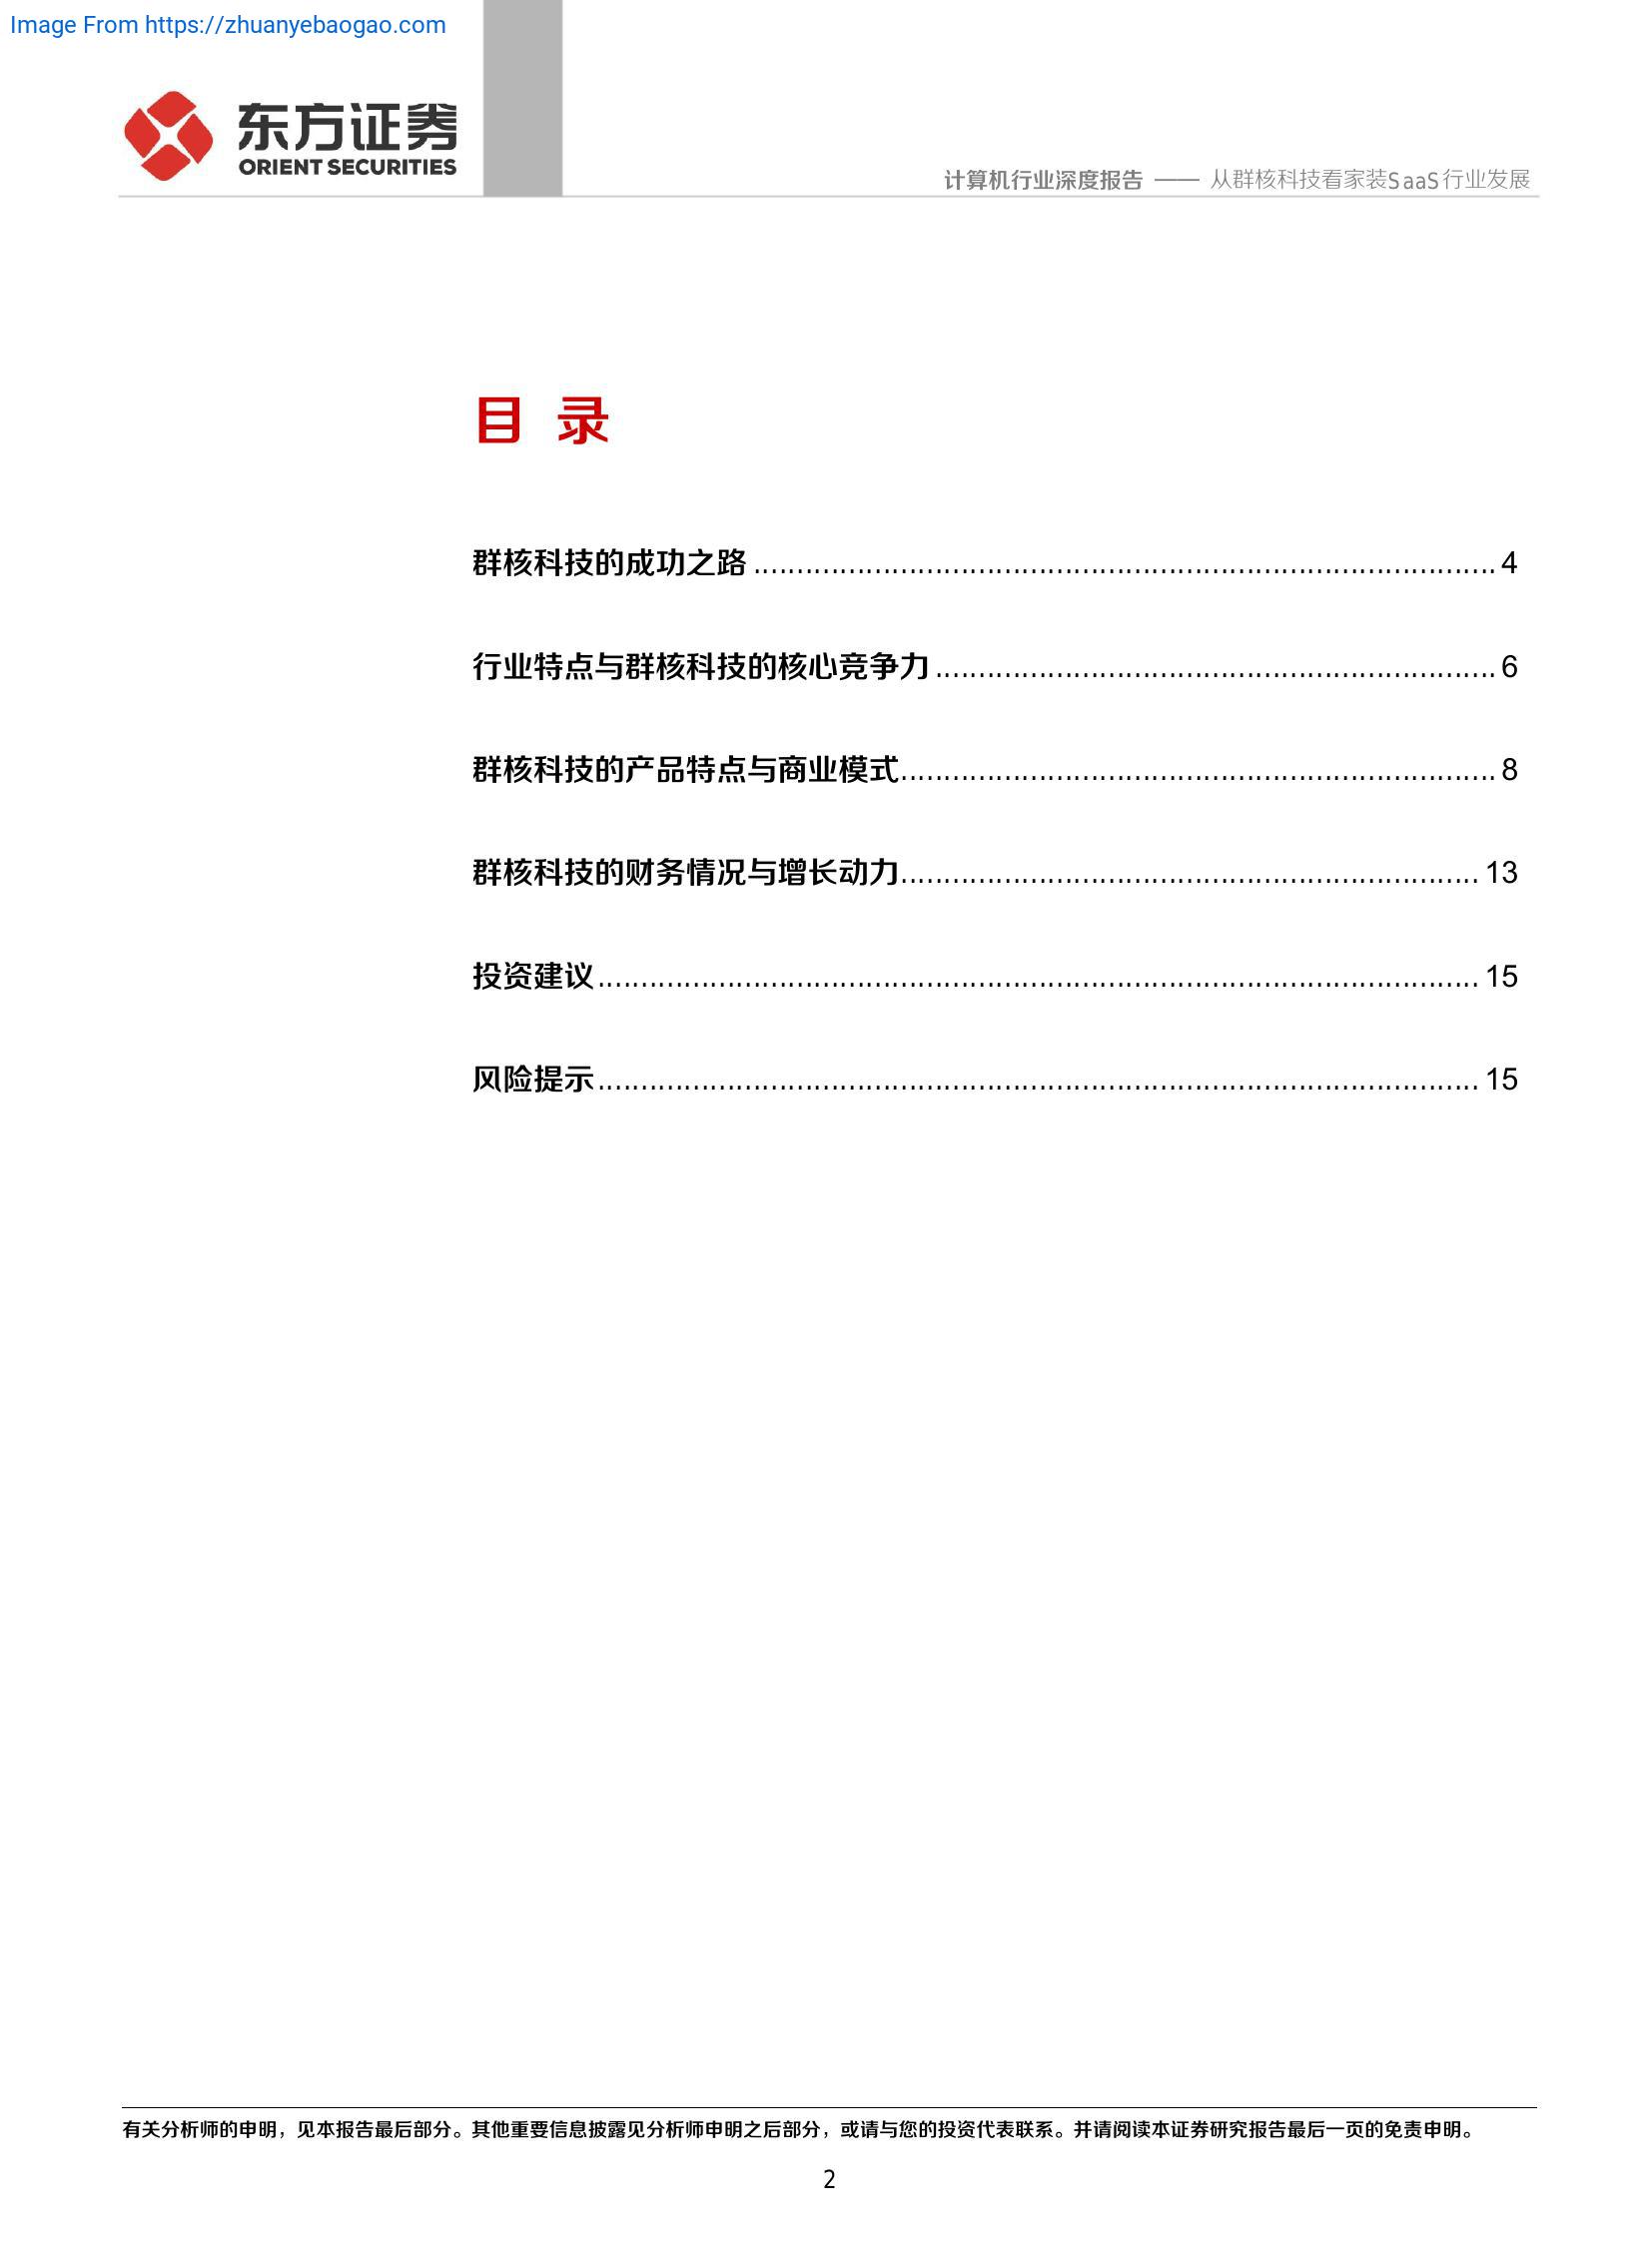 Image From https://zhuanyebaogao.com
东方证券
ORIENT SECURITIES
计算机行业深度报告 —— 从群核科技看家装SaaS行业发展
目 录
群核科技的成功之路 ........................................................................................ 4
行业特点与群核科技的核心竞争力 .................................................................. 6
群核科技的产品特点与商业模式...................................................................... 8
群核科技的财务情况与增长动力.................................................................... 13
投资建议 ........................................................................................................ 15
风险提示 ........................................................................................................ 15
有关分析师的申明，见本报告最后部分。其他重要信息披露见分析师申明之后部分，或请与您的投资代表联系。并请阅读本证券研究报告最后一页的免责申明。
2